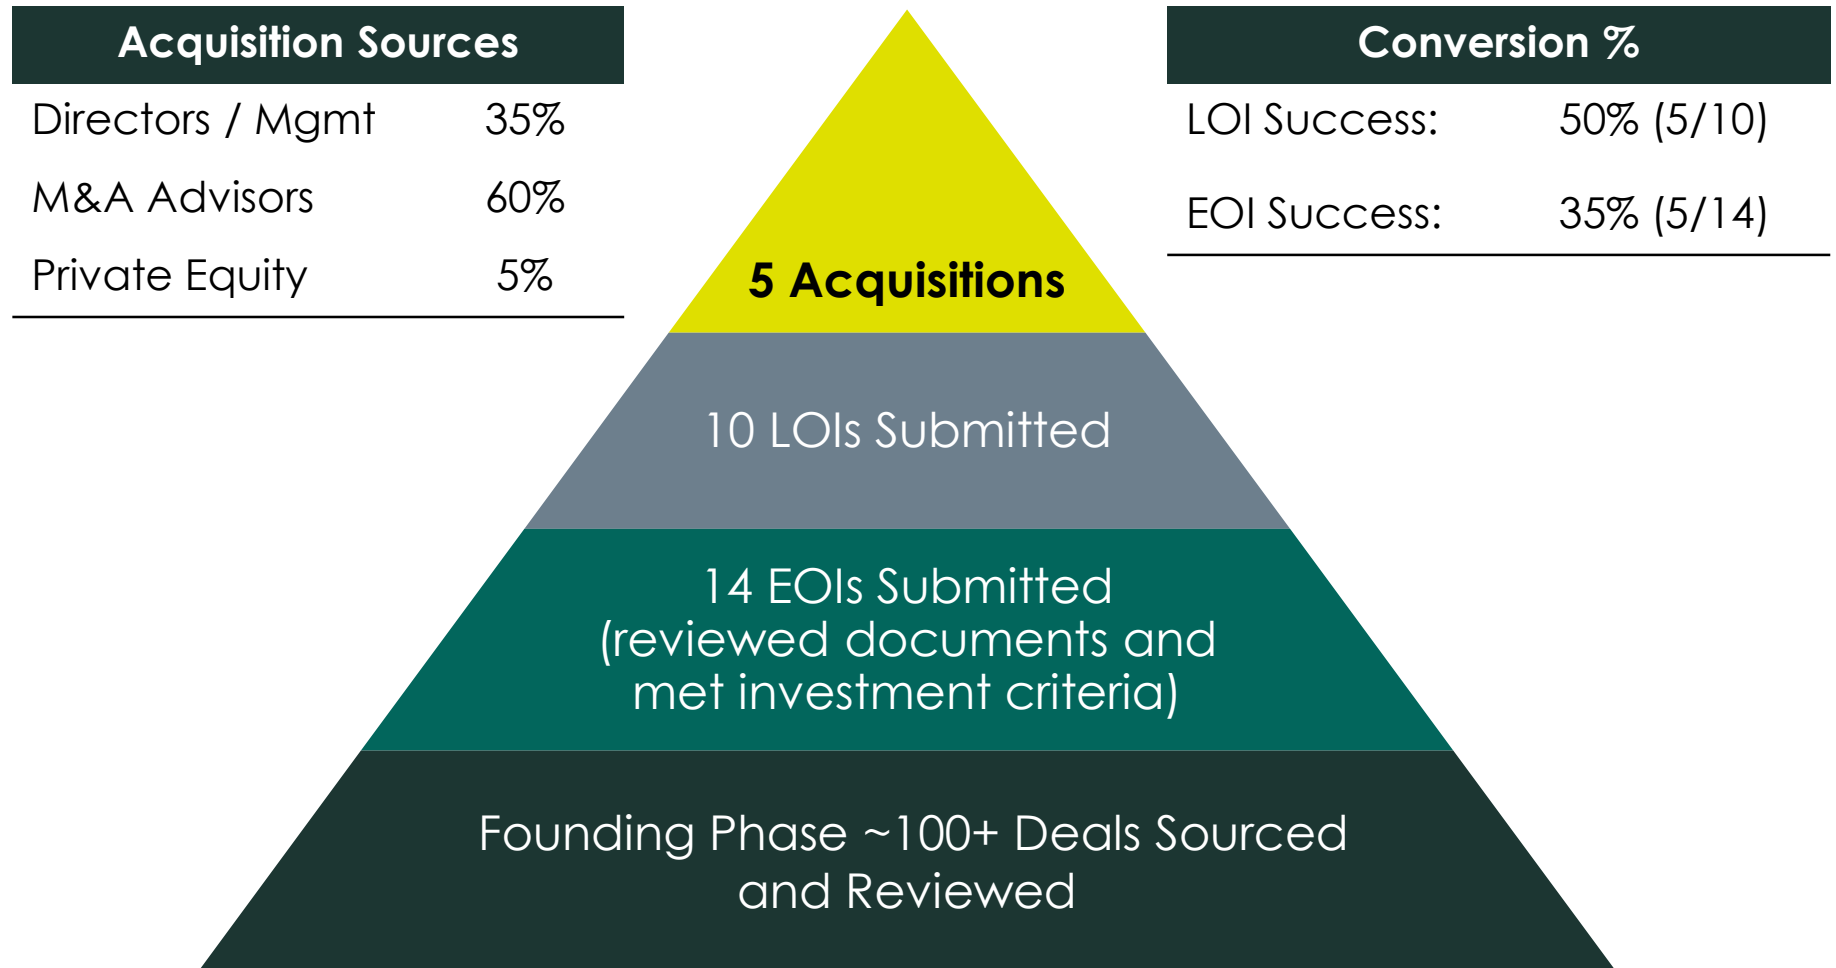 Acquisition Sources
Directors / Mgmt 35%
M&A Advisors 60%
Private Equity 5%
Conversion %
LOI Success: 50% (5/10)
EOI Success: 35% (5/14)
5 Acquisitions
10 LOIs Submitted
14 EOIs Submitted
(reviewed documents and
met investment criteria)
Founding Phase ~100+ Deals Sourced
and Reviewed